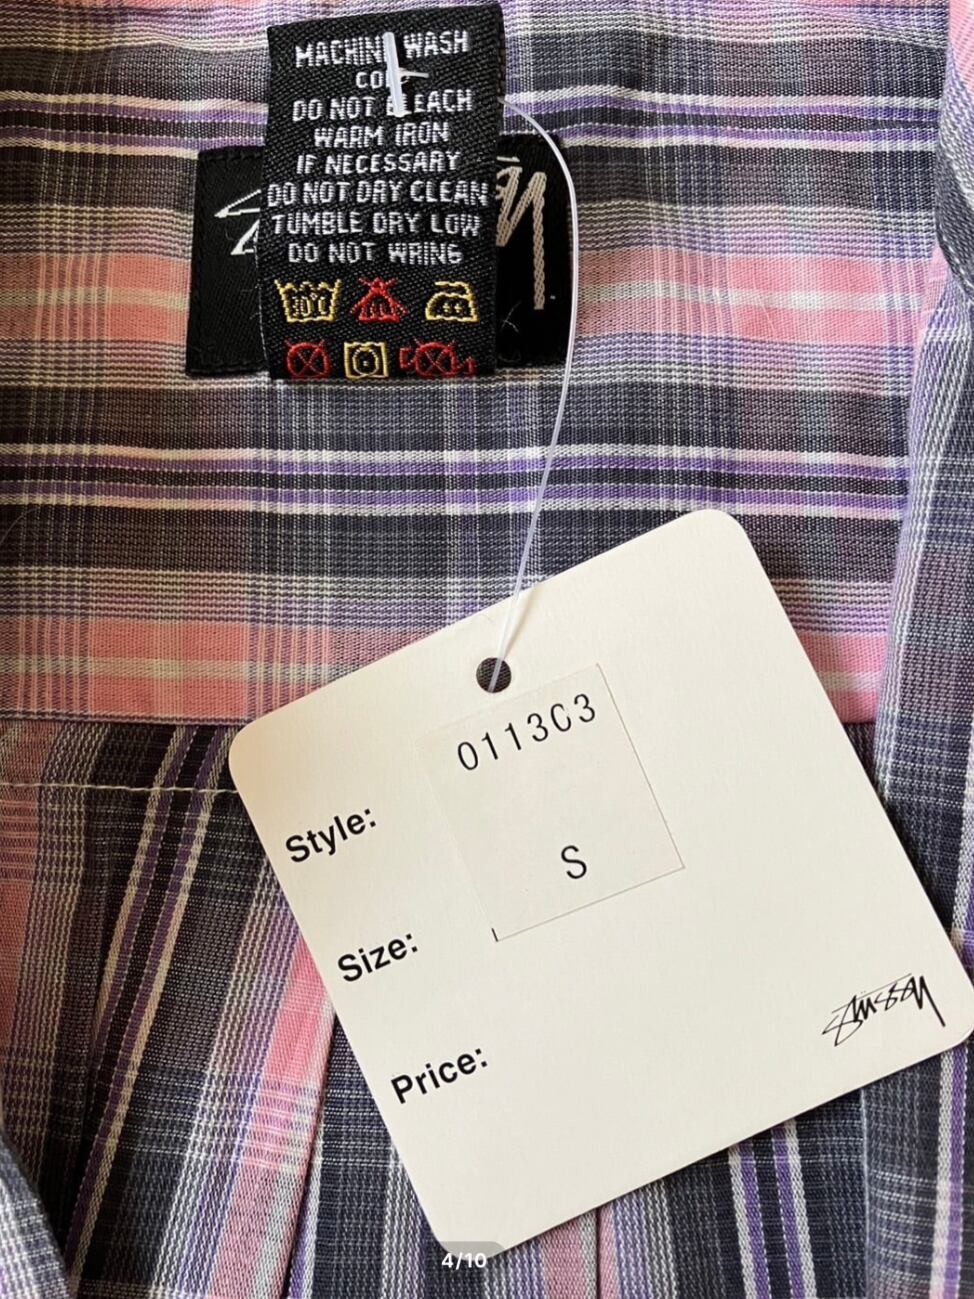 MACHINE WASH
DO NOT BLEACH
WARM IRON
IF NECESSARY
DO NOT DRY CLEAN
TUMBLE DRY LOW
DO NOT WRING
011303
Style:
S
Size:
Stüssy
Price:
4/10